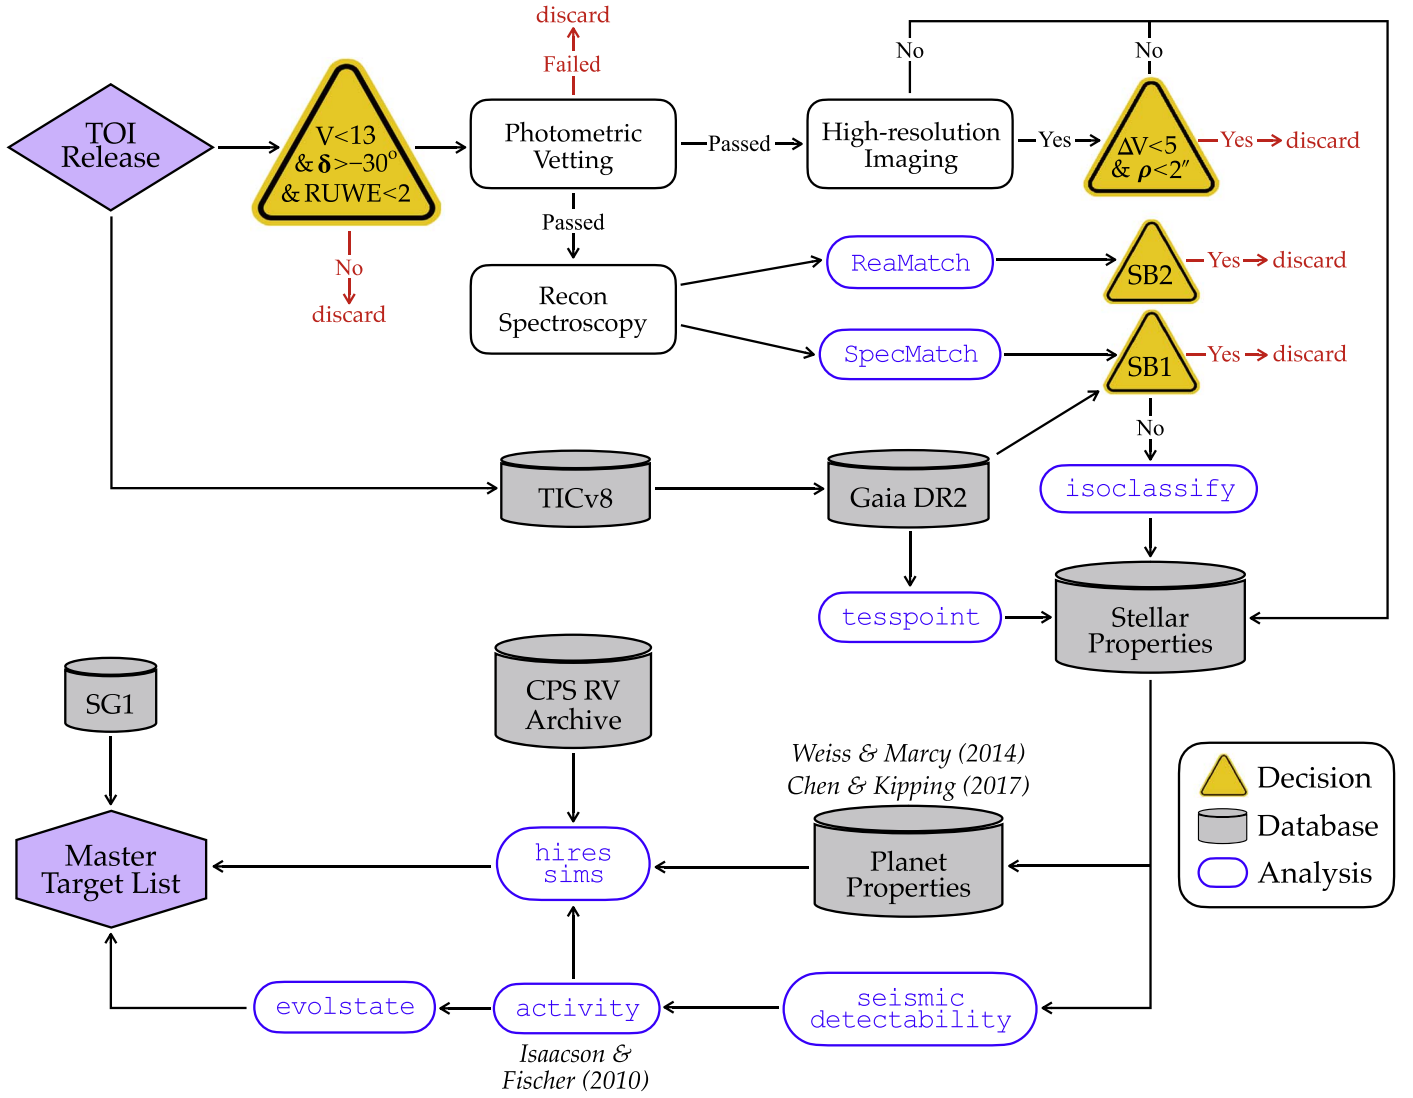 discard
Failed
No
No
TOI
Release
V<13
& δ>−30°
& RUWE<2
Photometric
Vetting
Passed
High-resolution
Imaging
Yes
ΔV<5
& ρ<2″
Yes
discard
No
discard
Passed
Recon
Spectroscopy
ReaMatch
SB2
Yes
discard
SpecMatch
SB1
Yes
discard
No
TICv8
Gaia DR2
isoclassify
tesspoint
Stellar
Properties
SG1
CPS RV
Archive
Weiss & Marcy (2014)
Chen & Kipping (2017)
Master
Target List
hires
sims
Planet
Properties
Decision
Database
Analysis
evolstate
activity
seismic
detectability
Isaacson &
Fischer (2010)